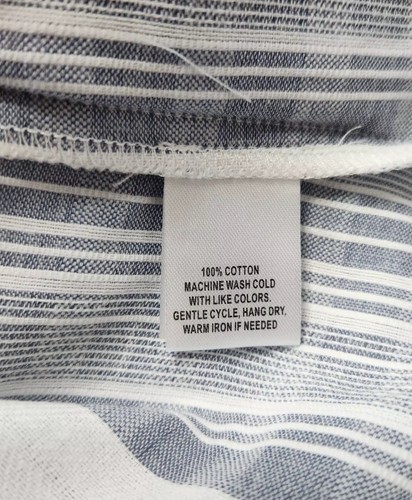 100% COTTON
MACHINE WASH COLD
WITH LIKE COLORS.
GENTLE CYCLE, HANG DRY.
WARM IRON IF NEEDED